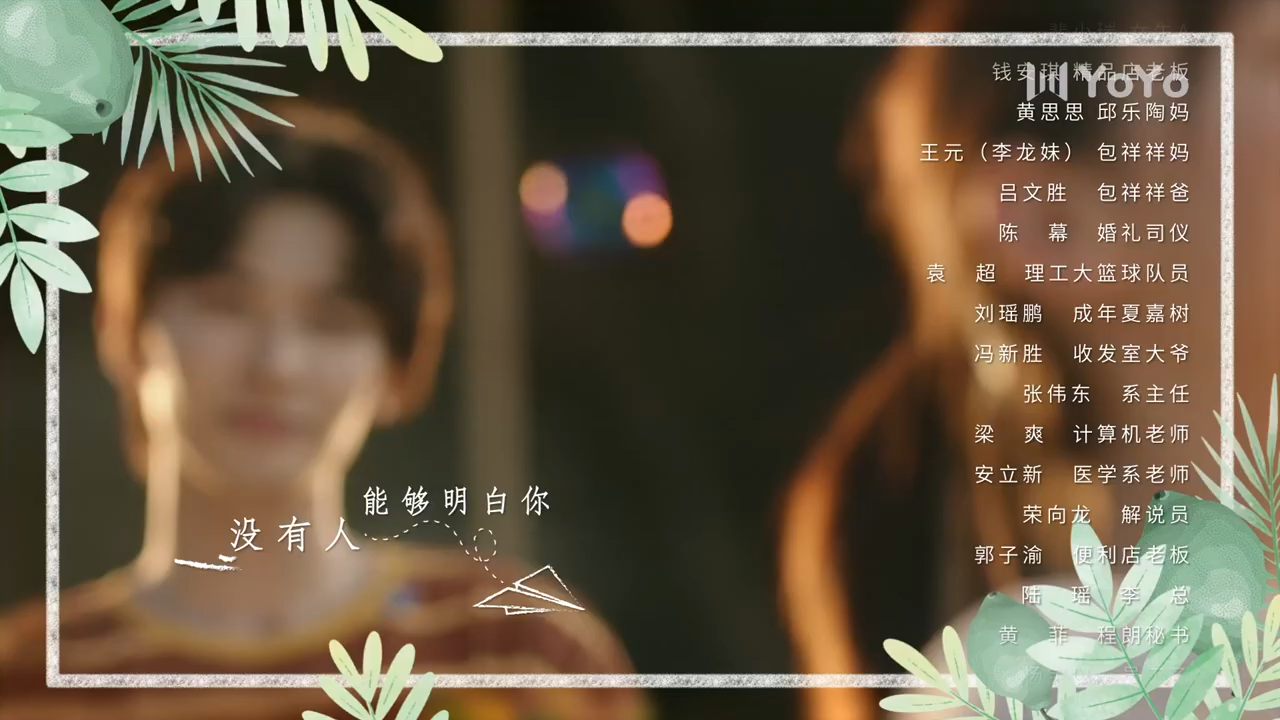 钱安琪 精品店老板
YOYO
黄思思 邱乐陶妈
王元（李龙妹） 包祥祥妈
吕文胜 包祥祥爸
陈 幕 婚礼司仪
袁 超 理工大篮球队员
刘瑶鹏 成年夏嘉树
冯新胜 收发室大爷
张伟东 系主任
梁 爽 计算机老师
安立新 医学系老师
荣向龙 解说员
郭子渝 便利店老板
陆 瑶 李 总
黄 菲 程朗秘书
能够明白你
没有人